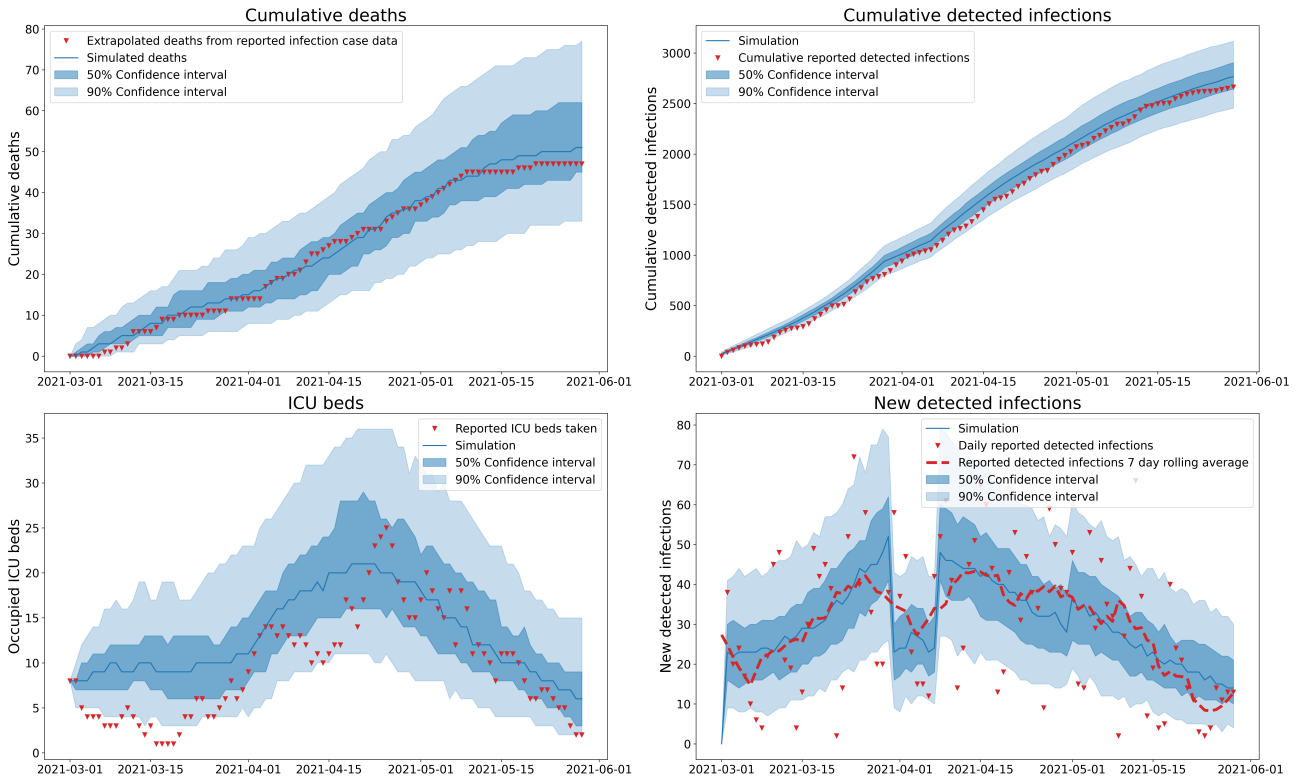 Cumulative deaths
Cumulative deaths
80
70
60
50
40
30
20
10
0
Extrapolated deaths from reported infection case data
Simulated deaths
50% Confidence interval
90% Confidence interval
2021-03-01 2021-03-15 2021-04-01 2021-04-15 2021-05-01 2021-05-15 2021-06-01
Cumulative detected infections
Cumulative detected infections
3000
2500
2000
1500
1000
500
0
Simulation
Cumulative reported detected infections
50% Confidence interval
90% Confidence interval
2021-03-01 2021-03-15 2021-04-01 2021-04-15 2021-05-01 2021-05-15 2021-06-01
ICU beds
Occupied ICU beds
35
30
25
20
15
10
5
0
Reported ICU beds taken
Simulation
50% Confidence interval
90% Confidence interval
2021-03-01 2021-03-15 2021-04-01 2021-04-15 2021-05-01 2021-05-15 2021-06-01
New detected infections
New detected infections
80
70
60
50
40
30
20
10
0
Simulation
Daily reported detected infections
Reported detected infections 7 day rolling average
50% Confidence interval
90% Confidence interval
2021-03-01 2021-03-15 2021-04-01 2021-04-15 2021-05-01 2021-05-15 2021-06-01